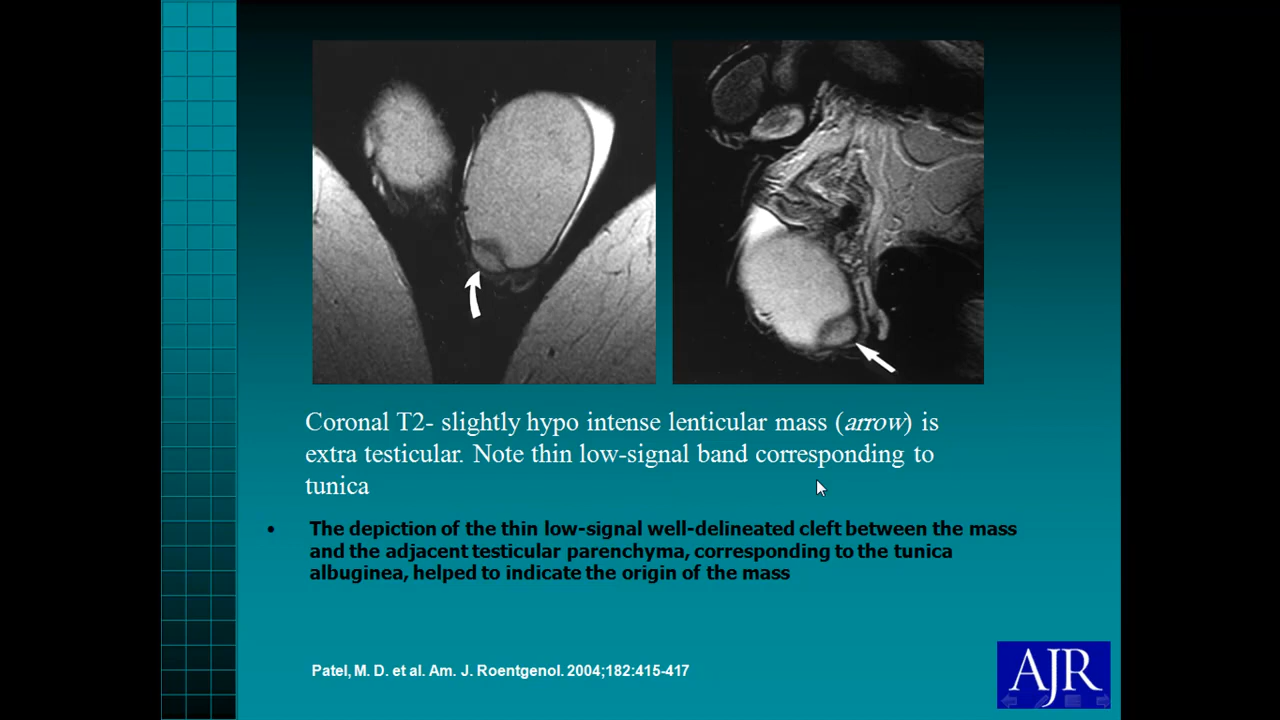 Coronal T2- slightly hypo intense lenticular mass (arrow) is
extra testicular. Note thin low-signal band corresponding to
tunica
• The depiction of the thin low-signal well-delineated cleft between the mass
and the adjacent testicular parenchyma, corresponding to the tunica
albuginea, helped to indicate the origin of the mass
Patel, M. D. et al. Am. J. Roentgenol. 2004;182:415-417
AJR